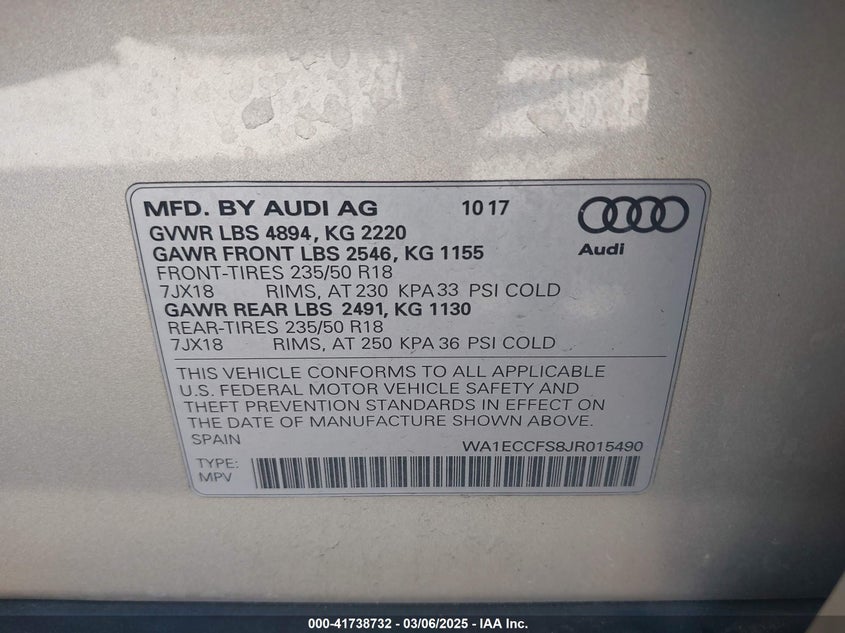 MFD. BY AUDI AG 10 17
GVWR LBS 4894, KG 2220
GAWR FRONT LBS 2546, KG 1155
Audi
FRONT-TIRES 235/50 R18
7JX18 RIMS, AT 230 KPA 33 PSI COLD
GAWR REAR LBS 2491, KG 1130
REAR-TIRES 235/50 R18
7JX18 RIMS, AT 250 KPA 36 PSI COLD
THIS VEHICLE CONFORMS TO ALL APPLICABLE
U.S. FEDERAL MOTOR VEHICLE SAFETY AND
THEFT PREVENTION STANDARDS IN EFFECT ON
THE DATE OF MANUFACTURE SHOWN ABOVE.
SPAIN WA1ECCFS8JR015490
TYPE:
MPV
000-41738732 — 03/06/2025 — IAA Inc.